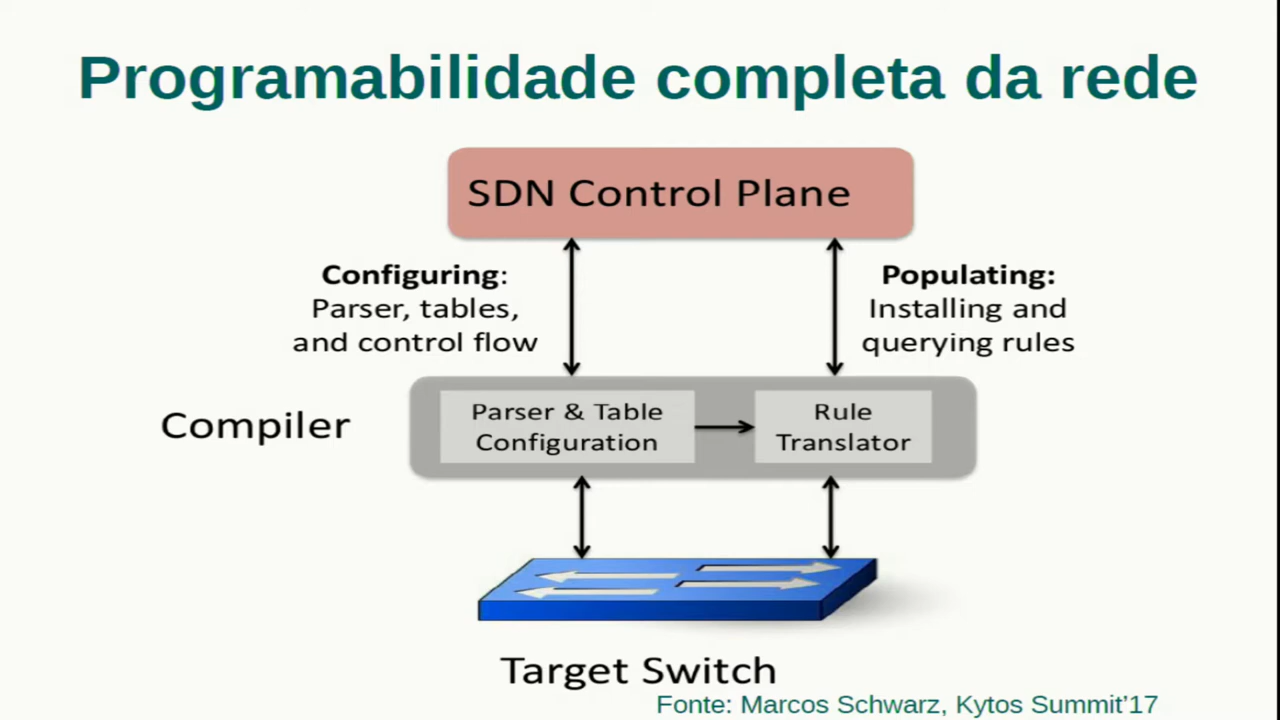 Programabilidade completa da rede
SDN Control Plane
Configuring:
Parser, tables,
and control flow
Populating:
Installing and
querying rules
Compiler
Parser & Table
Configuration
Rule
Translator
Target Switch
Fonte: Marcos Schwarz, Kytos Summit'17